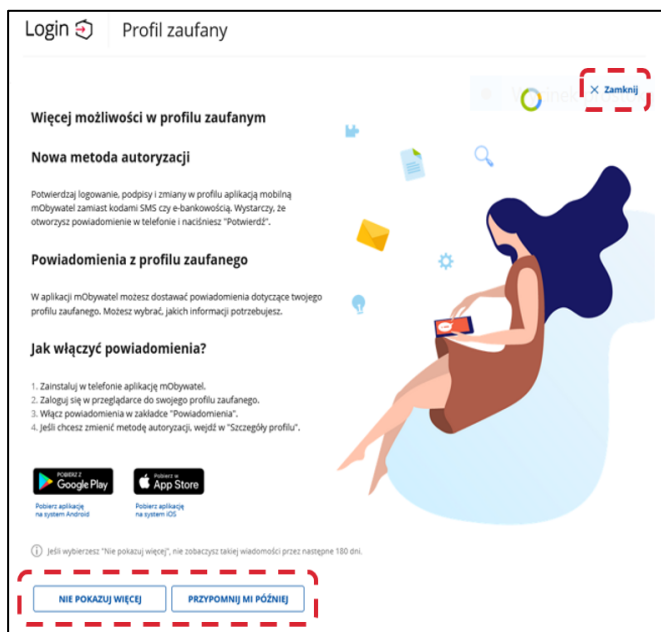 Login Profil zaufany
Zamknij
Więcej możliwości w profilu zaufanym
Nowa metoda autoryzacji
Potwierdzaj logowanie, podpisy i zmiany w profilu aplikacją mobilną
mObywatel zamiast kodami SMS czy e-bankowością. Wystarczy, że
otworzysz powiadomienie w telefonie i naciśniesz "Potwierdź".
Powiadomienia z profilu zaufanego
W aplikacji mObywatel możesz dostawać powiadomienia dotyczące twojego
profilu zaufanego. Możesz wybrać, jakich informacji potrzebujesz.
Jak włączyć powiadomienia?
1. Zainstaluj w telefonie aplikację mObywatel.
2. Zaloguj się w przeglądarce do swojego profilu zaufanego.
3. Włącz powiadomienia w zakładce "Powiadomienia".
4. Jeśli chcesz zmienić metodę autoryzacji, wejdź w "Szczegóły profilu".
POBIERZ Z
Google Play
Pobierz w
App Store
Pobierz aplikację
na system Android
Pobierz aplikację
na system iOS
Jeśli wybierzesz "Nie pokazuj więcej", nie zobaczysz takiej wiadomości przez następne 180 dni.
NIE POKAZUJ WIĘCEJ
PRZYPOMNIJ MI PÓŹNIEJ